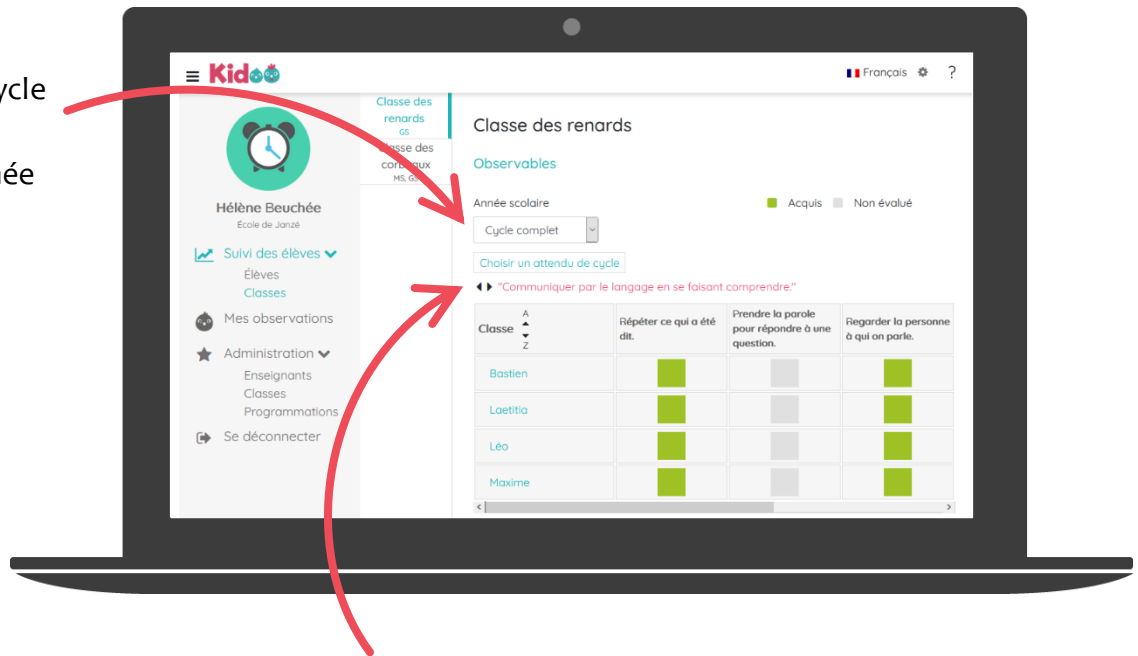 Kidoo
Français
?
Classe des
renards
GS
Classe des
corbeaux
MS, GS
Hélène Beuchée
École de Janzé
Suivi des élèves
Élèves
Classes
Mes observations
Administration
Enseignants
Classes
Programmations
Se déconnecter
Classe des renards
Observables
Année scolaire
Acquis
Non évalué
Cycle complet
Choisir un attendu de cycle
"Communiquer par le langage en se faisant comprendre."
Classe
A
Z
Répéter ce qui a été
dit.
Prendre la parole
pour répondre à une
question.
Regarder la personne
à qui on parle.
Bastien
Laetitia
Léo
Maxime